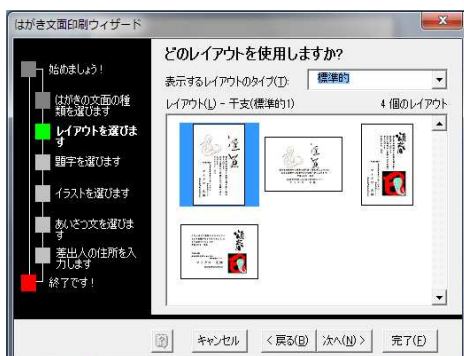 はがき文面印刷ウィザード
どのレイアウトを使用しますか?
表示するレイアウトのタイプ(T):
標準的
レイアウト(L) - 干支(標準的1)
4 個のレイアウト
始めましょう!
はがきの文面の種
類を選びます
レイアウトを選びま
す
題字を選びます
イラストを選びます
あいさつ文を選びま
す
差出人の住所を入
力します
終了です!
キャンセル
< 戻る(B)
次へ(N) >
完了(F)